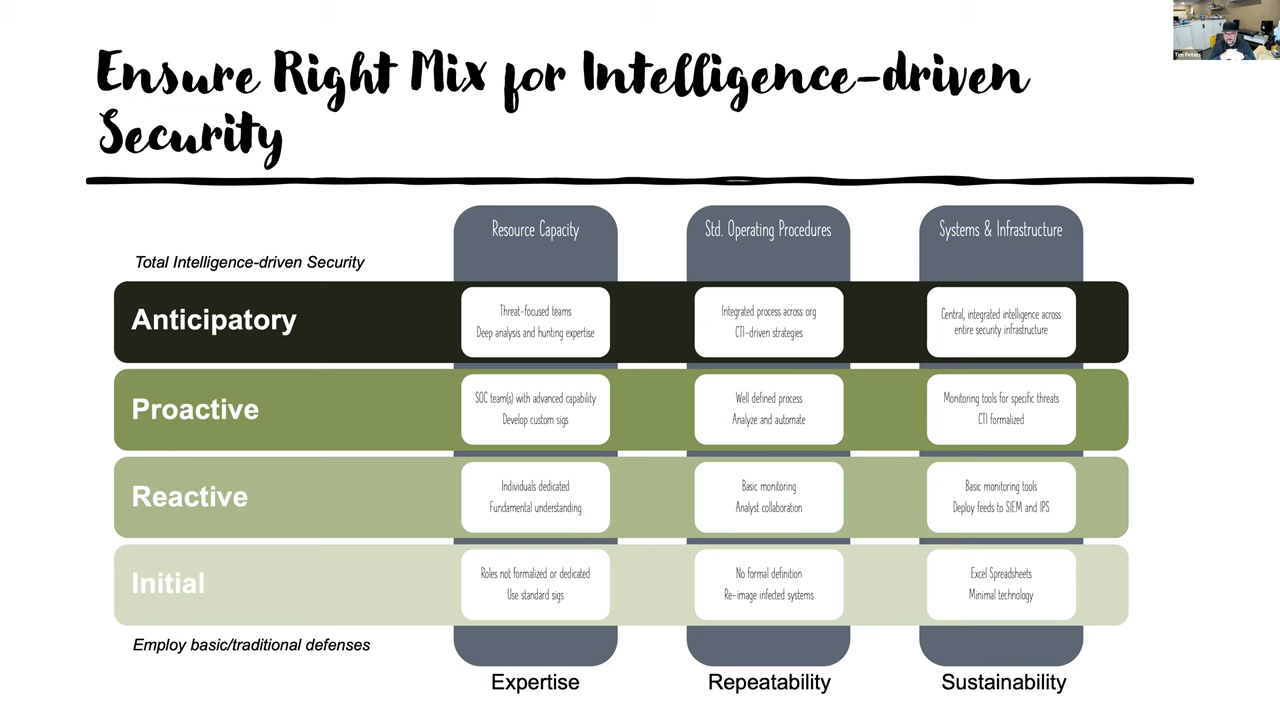 Ensure Right Mix for Intelligence-driven
Security
Tim Peters
Resource Capacity
Std. Operating Procedures
Systems & Infrastructure
Total Intelligence-driven Security
Anticipatory
Threat-focused teams
Deep analysis and hunting expertise
Integrated process across org
CTI-driven strategies
Central, integrated intelligence across
entire security infrastructure
Proactive
SOC team(s) with advanced capability
Develop custom sigs
Well defined process
Analyze and automate
Monitoring tools for specific threats
CTI formalized
Reactive
Individuals dedicated
Fundamental understanding
Basic monitoring
Analyst collaboration
Basic monitoring tools
Deploy feeds to SIEM and IPS
Initial
Roles not formalized or dedicated
Use standard sigs
No formal definition
Re-image infected systems
Excel Spreadsheets
Minimal technology
Employ basic/traditional defenses
Expertise
Repeatability
Sustainability